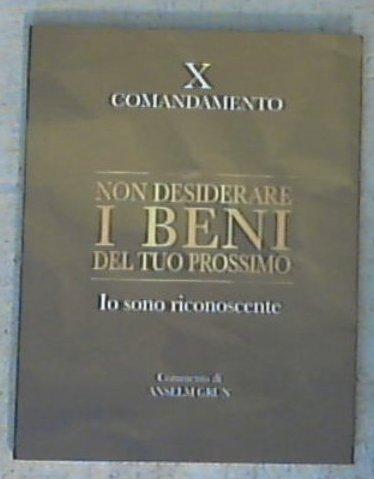 X
COMANDAMENTO
NON DESIDERARE
I BENI
DEL TUO PROSSIMO
Io sono riconoscente
Commento di
ANSELM GRÜN